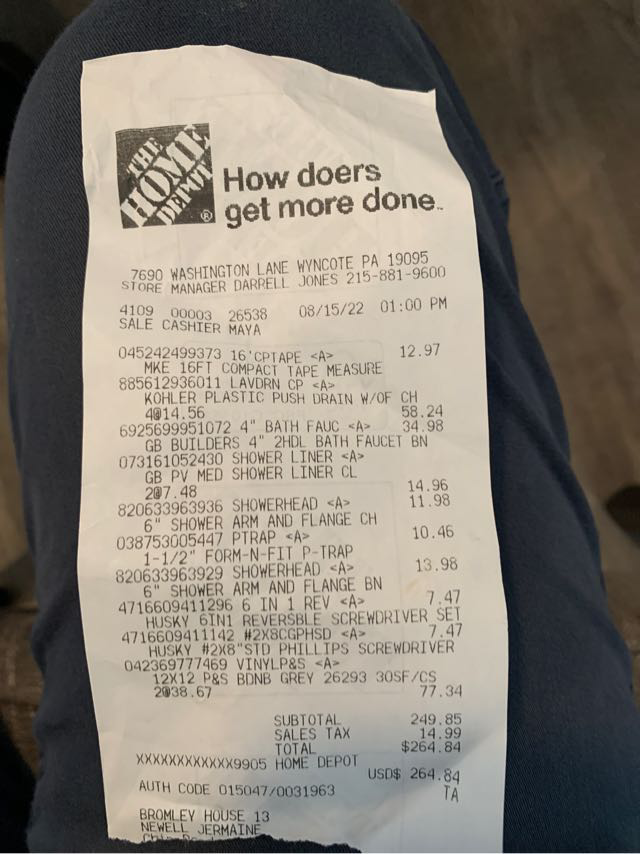 THE
HOME
DEPOT
®
How doers
get more done™
7690 WASHINGTON LANE WYNCOTE PA 19095
STORE MANAGER DARRELL JONES 215-881-9600
4109 00003 26538 08/15/22 01:00 PM
SALE CASHIER MAYA
045242499373 16'CPTAPE <A> 12.97
MKE 16FT COMPACT TAPE MEASURE
885612936011 LAVDRN CP <A>
KOHLER PLASTIC PUSH DRAIN W/OF CH
4@14.56 58.24
6925699951072 4" BATH FAUC <A> 34.98
GB BUILDERS 4" 2HDL BATH FAUCET BN
073161052430 SHOWER LINER <A>
GB PV MED SHOWER LINER CL
2@7.48 14.96
820633963936 SHOWERHEAD <A> 11.98
6" SHOWER ARM AND FLANGE CH
038753005447 PTRAP <A> 10.46
1-1/2" FORM-N-FIT P-TRAP
820633963929 SHOWERHEAD <A> 13.98
6" SHOWER ARM AND FLANGE BN
4716609411296 6 IN 1 REV <A> 7.47
HUSKY 6IN1 REVERSBLE SCREWDRIVER SET
4716609411142 #2X8CGPHSD <A> 7.47
HUSKY #2X8"STD PHILLIPS SCREWDRIVER
042369777469 VINYLP&S <A>
12X12 P&S BDNB GREY 26293 30SF/CS
2@38.67 77.34
SUBTOTAL 249.85
SALES TAX 14.99
TOTAL $264.84
XXXXXXXXXXXX9905 HOME DEPOT
USD$ 264.84
AUTH CODE 015047/0031963 TA
BROMLEY HOUSE 13
NEWELL JERMAINE